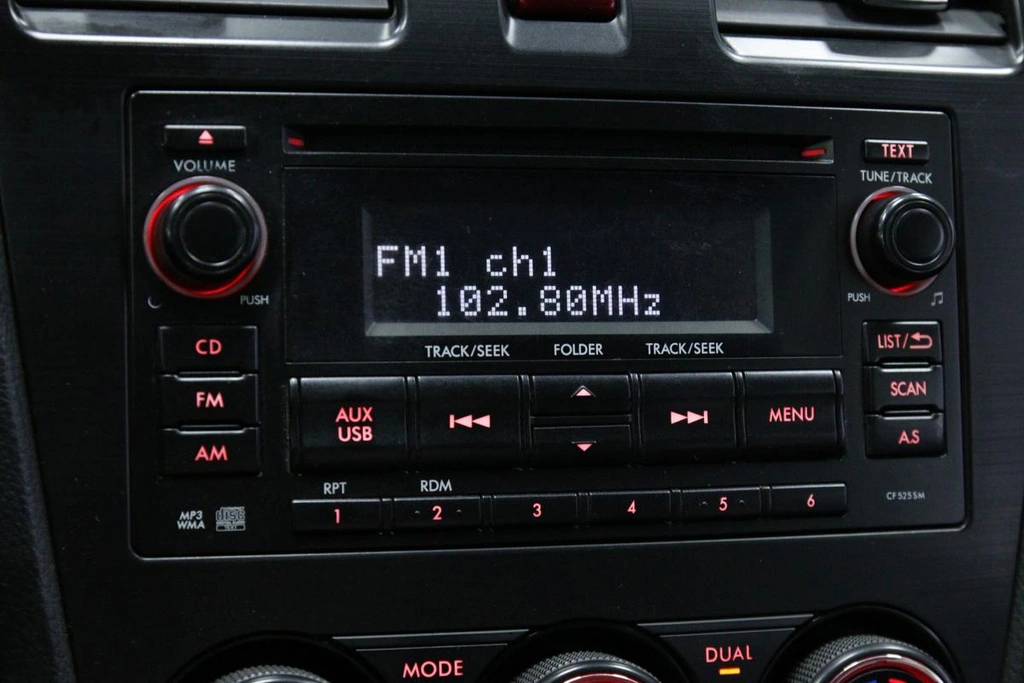 VOLUME
PUSH
TEXT
TUNE/TRACK
PUSH
FM1 ch1
102.80MHz
TRACK/SEEK FOLDER TRACK/SEEK
CD
FM
AM
AUX
USB
MENU
LIST/
SCAN
A.S
RPT RDM
1 2 3 4 5 6
MP3
WMA
disc
CF525SM
MODE
DUAL